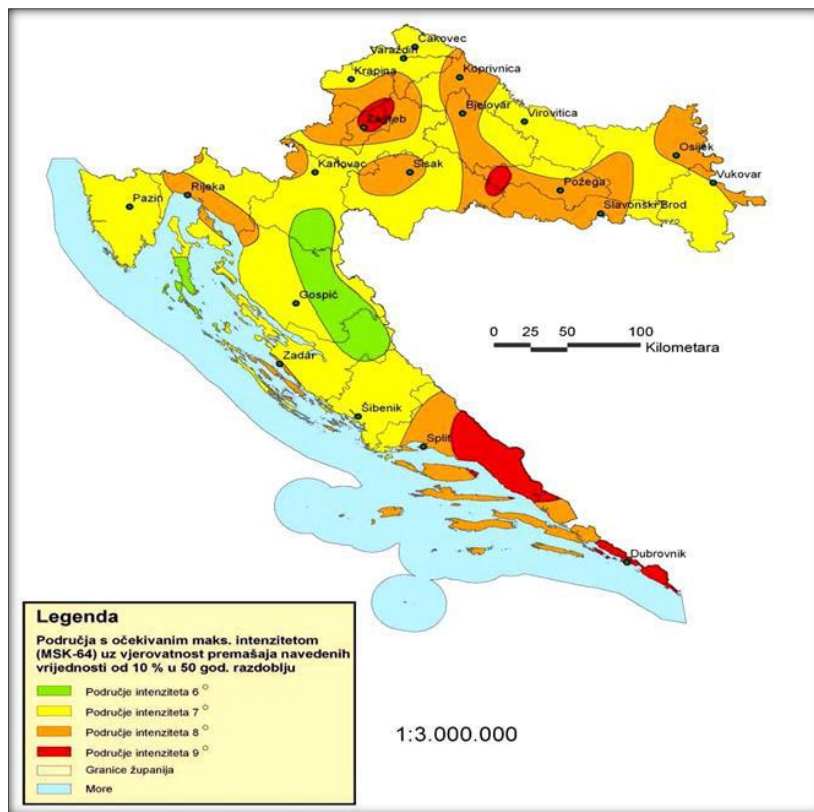 Čakovec
Varaždin
Krapina
Koprivnica
Bjelovar
Virovitica
Zagreb
Osijek
Karlovac
Sisak
Vukovar
Rijeka
Požega
Pazin
Slavonski Brod
Gospič
0 25 50 100
Kilometara
Zadar
Šibenik
Split
Dubrovnik
Legenda
Područja s očekivanim maks. intenzitetom
(MSK-64) uz vjerovatnost premašaja navedenih
vrijednosti od 10 % u 50 god. razdoblju
Područje intenziteta 6 °
Područje intenziteta 7 °
Područje intenziteta 8 °
Područje intenziteta 9 °
Granice županija
More
1:3.000.000